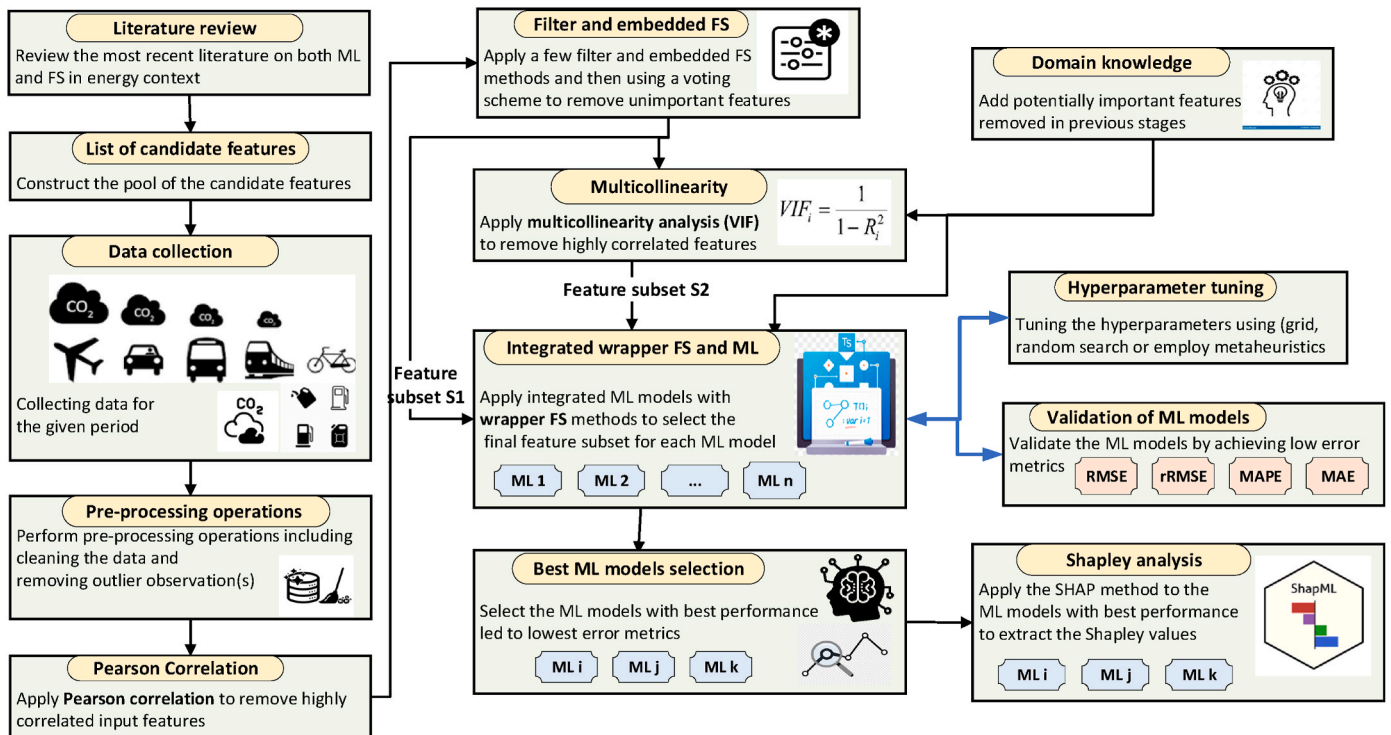 Literature review
Review the most recent literature on both ML
and FS in energy context
List of candidate features
Construct the pool of the candidate features
Data collection
CO2
CO2
CO2
CO2
Collecting data for
the given period
CO2
Pre-processing operations
Perform pre-processing operations including
cleaning the data and
removing outlier observation(s)
Pearson Correlation
Apply Pearson correlation to remove highly
correlated input features
Filter and embedded FS
Apply a few filter and embedded FS
methods and then using a voting
scheme to remove unimportant features
Domain knowledge
Add potentially important features
removed in previous stages
Multicollinearity
Apply multicollinearity analysis (VIF)
to remove highly correlated features
VIF_i = 1 / (1 − R_i^2)
Feature subset S2
Feature
subset S1
Integrated wrapper FS and ML
Apply integrated ML models with
wrapper FS methods to select the
final feature subset for each ML model
TS
: var i=1
ML 1
ML 2
...
ML n
Hyperparameter tuning
Tuning the hyperparameters using (grid,
random search or employ metaheuristics
Validation of ML models
Validate the ML models by achieving low error
metrics
RMSE
rRMSE
MAPE
MAE
Best ML models selection
Select the ML models with best performance
led to lowest error metrics
ML i
ML j
ML k
Shapley analysis
Apply the SHAP method to the
ML models with best performance
to extract the Shapley values
ShapML
ML i
ML j
ML k